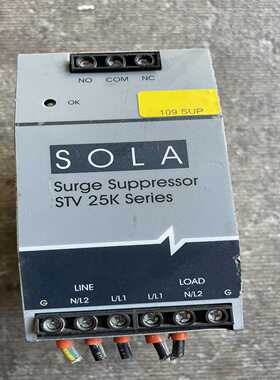 NO COM NC
OK
109 SUP
SOLA
Surge Suppressor
STV 25K Series
LINE LOAD
G N/L2 L/L1 L/L1 N/L2 G